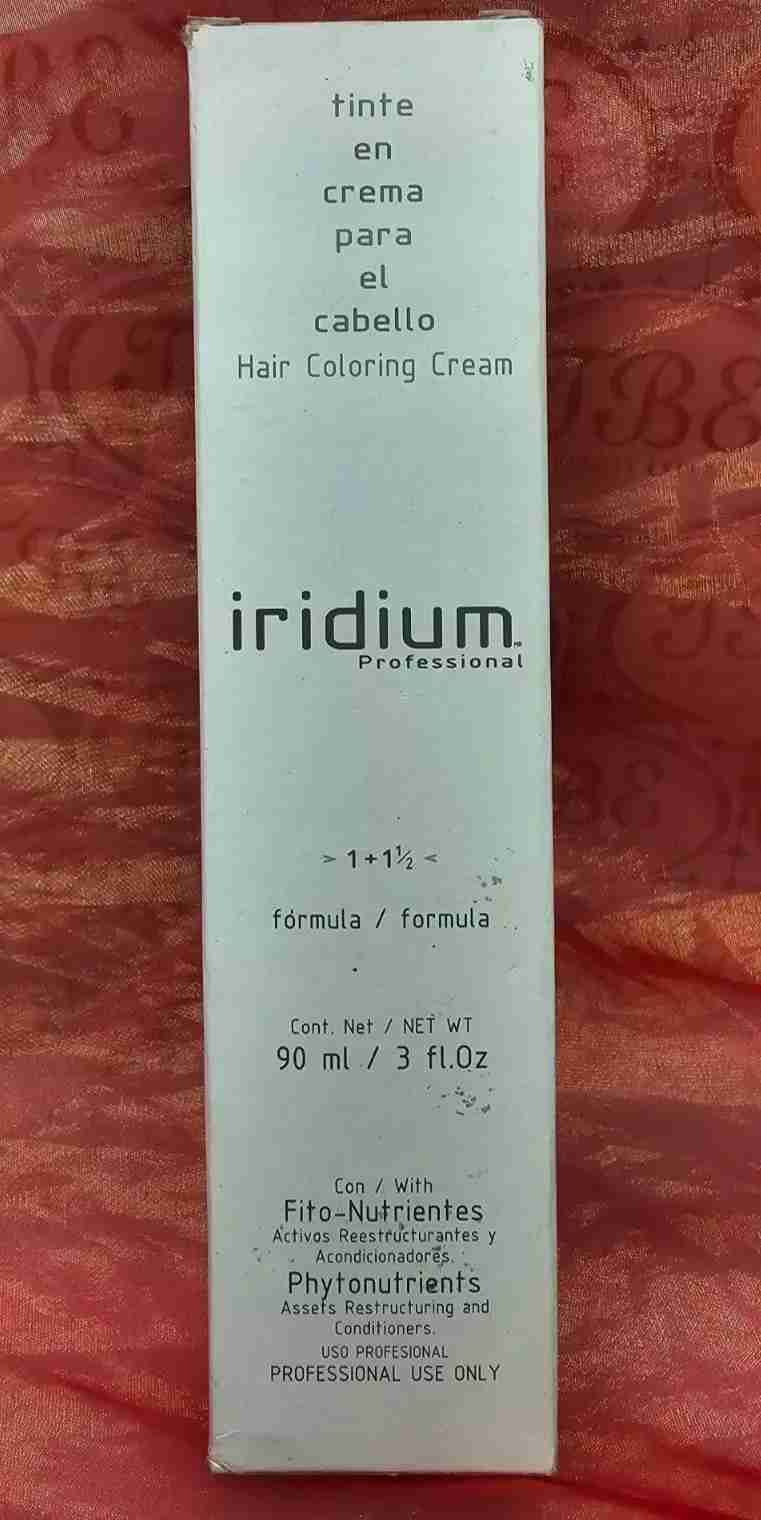 tinte
en
crema
para
el
cabello
Hair Coloring Cream
iridium™
Professional
> 1+1½ <
fórmula / formula
Cont. Net / NET WT
90 ml / 3 fl.Oz
Con / With
Fito-Nutrientes
Activos Reestructurantes y
Acondicionadores.
Phytonutrients
Assets Restructuring and
Conditioners.
USO PROFESIONAL
PROFESSIONAL USE ONLY